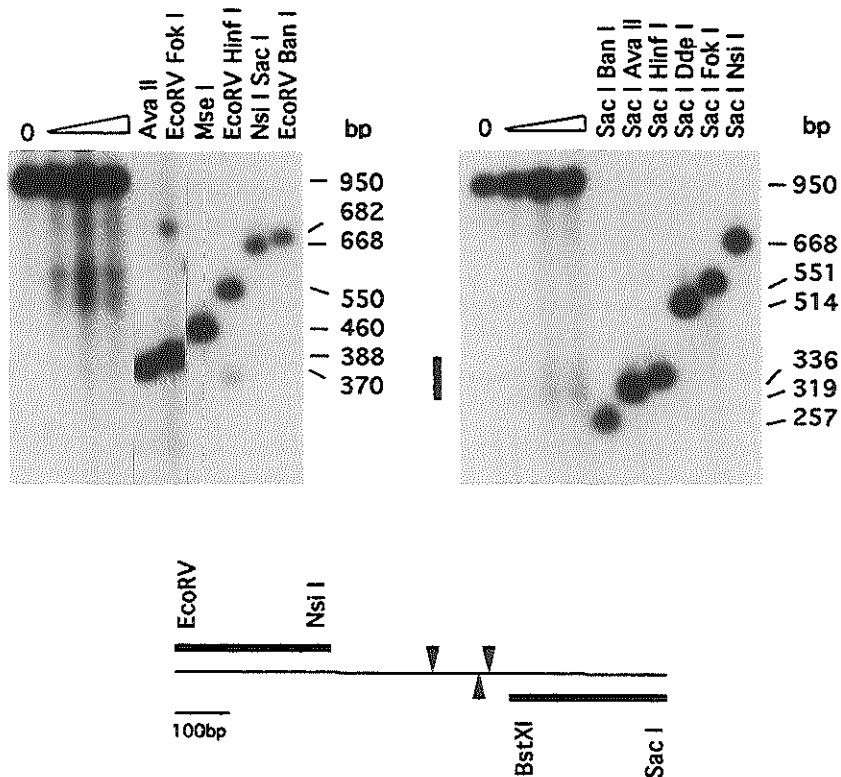 0
Ava II
EcoRV Fok I
Mse I
EcoRV Hinf I
Nsi I Sac I
EcoRV Ban I
bp
950
682
668
550
460
388
370
0
Sac I Ban I
Sac I Ava II
Sac I Hinf I
Sac I Dde I
Sac I Fok I
Sac I Nsi I
bp
950
668
551
514
336
319
257
EcoRV
Nsi I
100bp
BstXI
Sac I